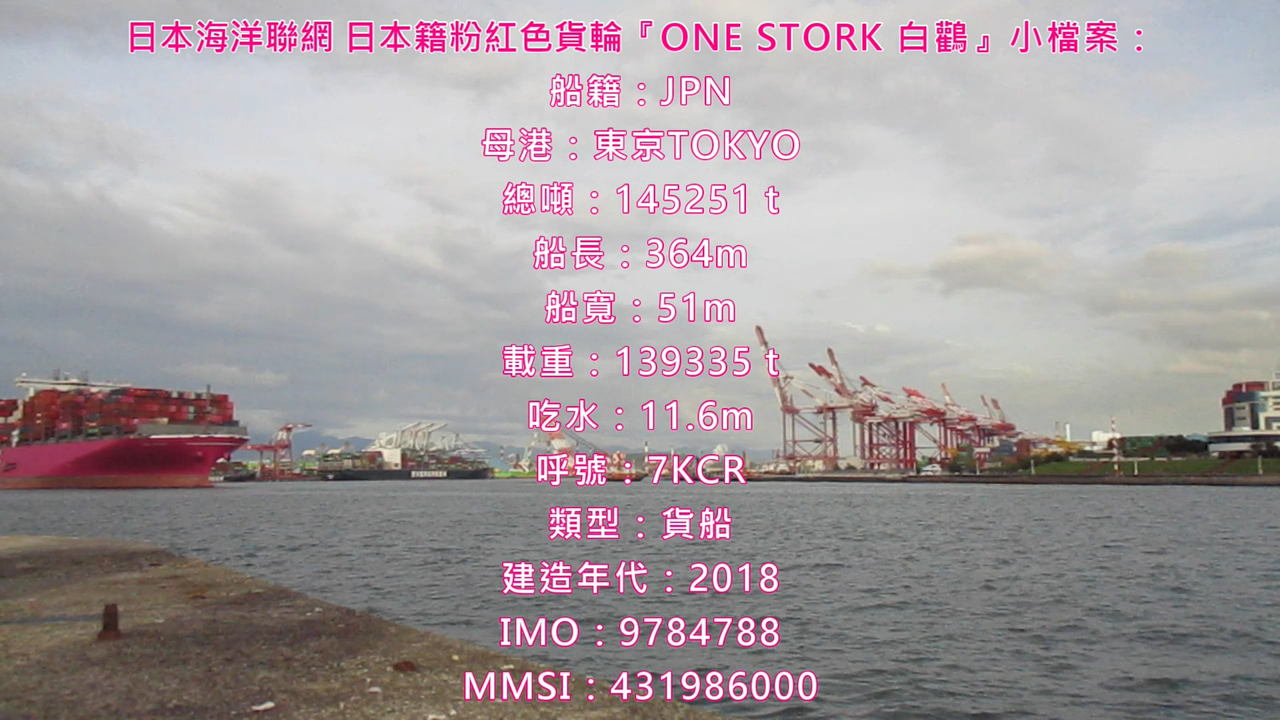 日本海洋聯網 日本籍粉紅色貨輪『ONE STORK 白鸛』小檔案：
船籍：JPN
母港：東京TOKYO
總噸：145251 t
船長：364m
船寬：51m
載重：139335 t
吃水：11.6m
呼號：7KCR
類型：貨船
建造年代：2018
IMO：9784788
MMSI：431986000